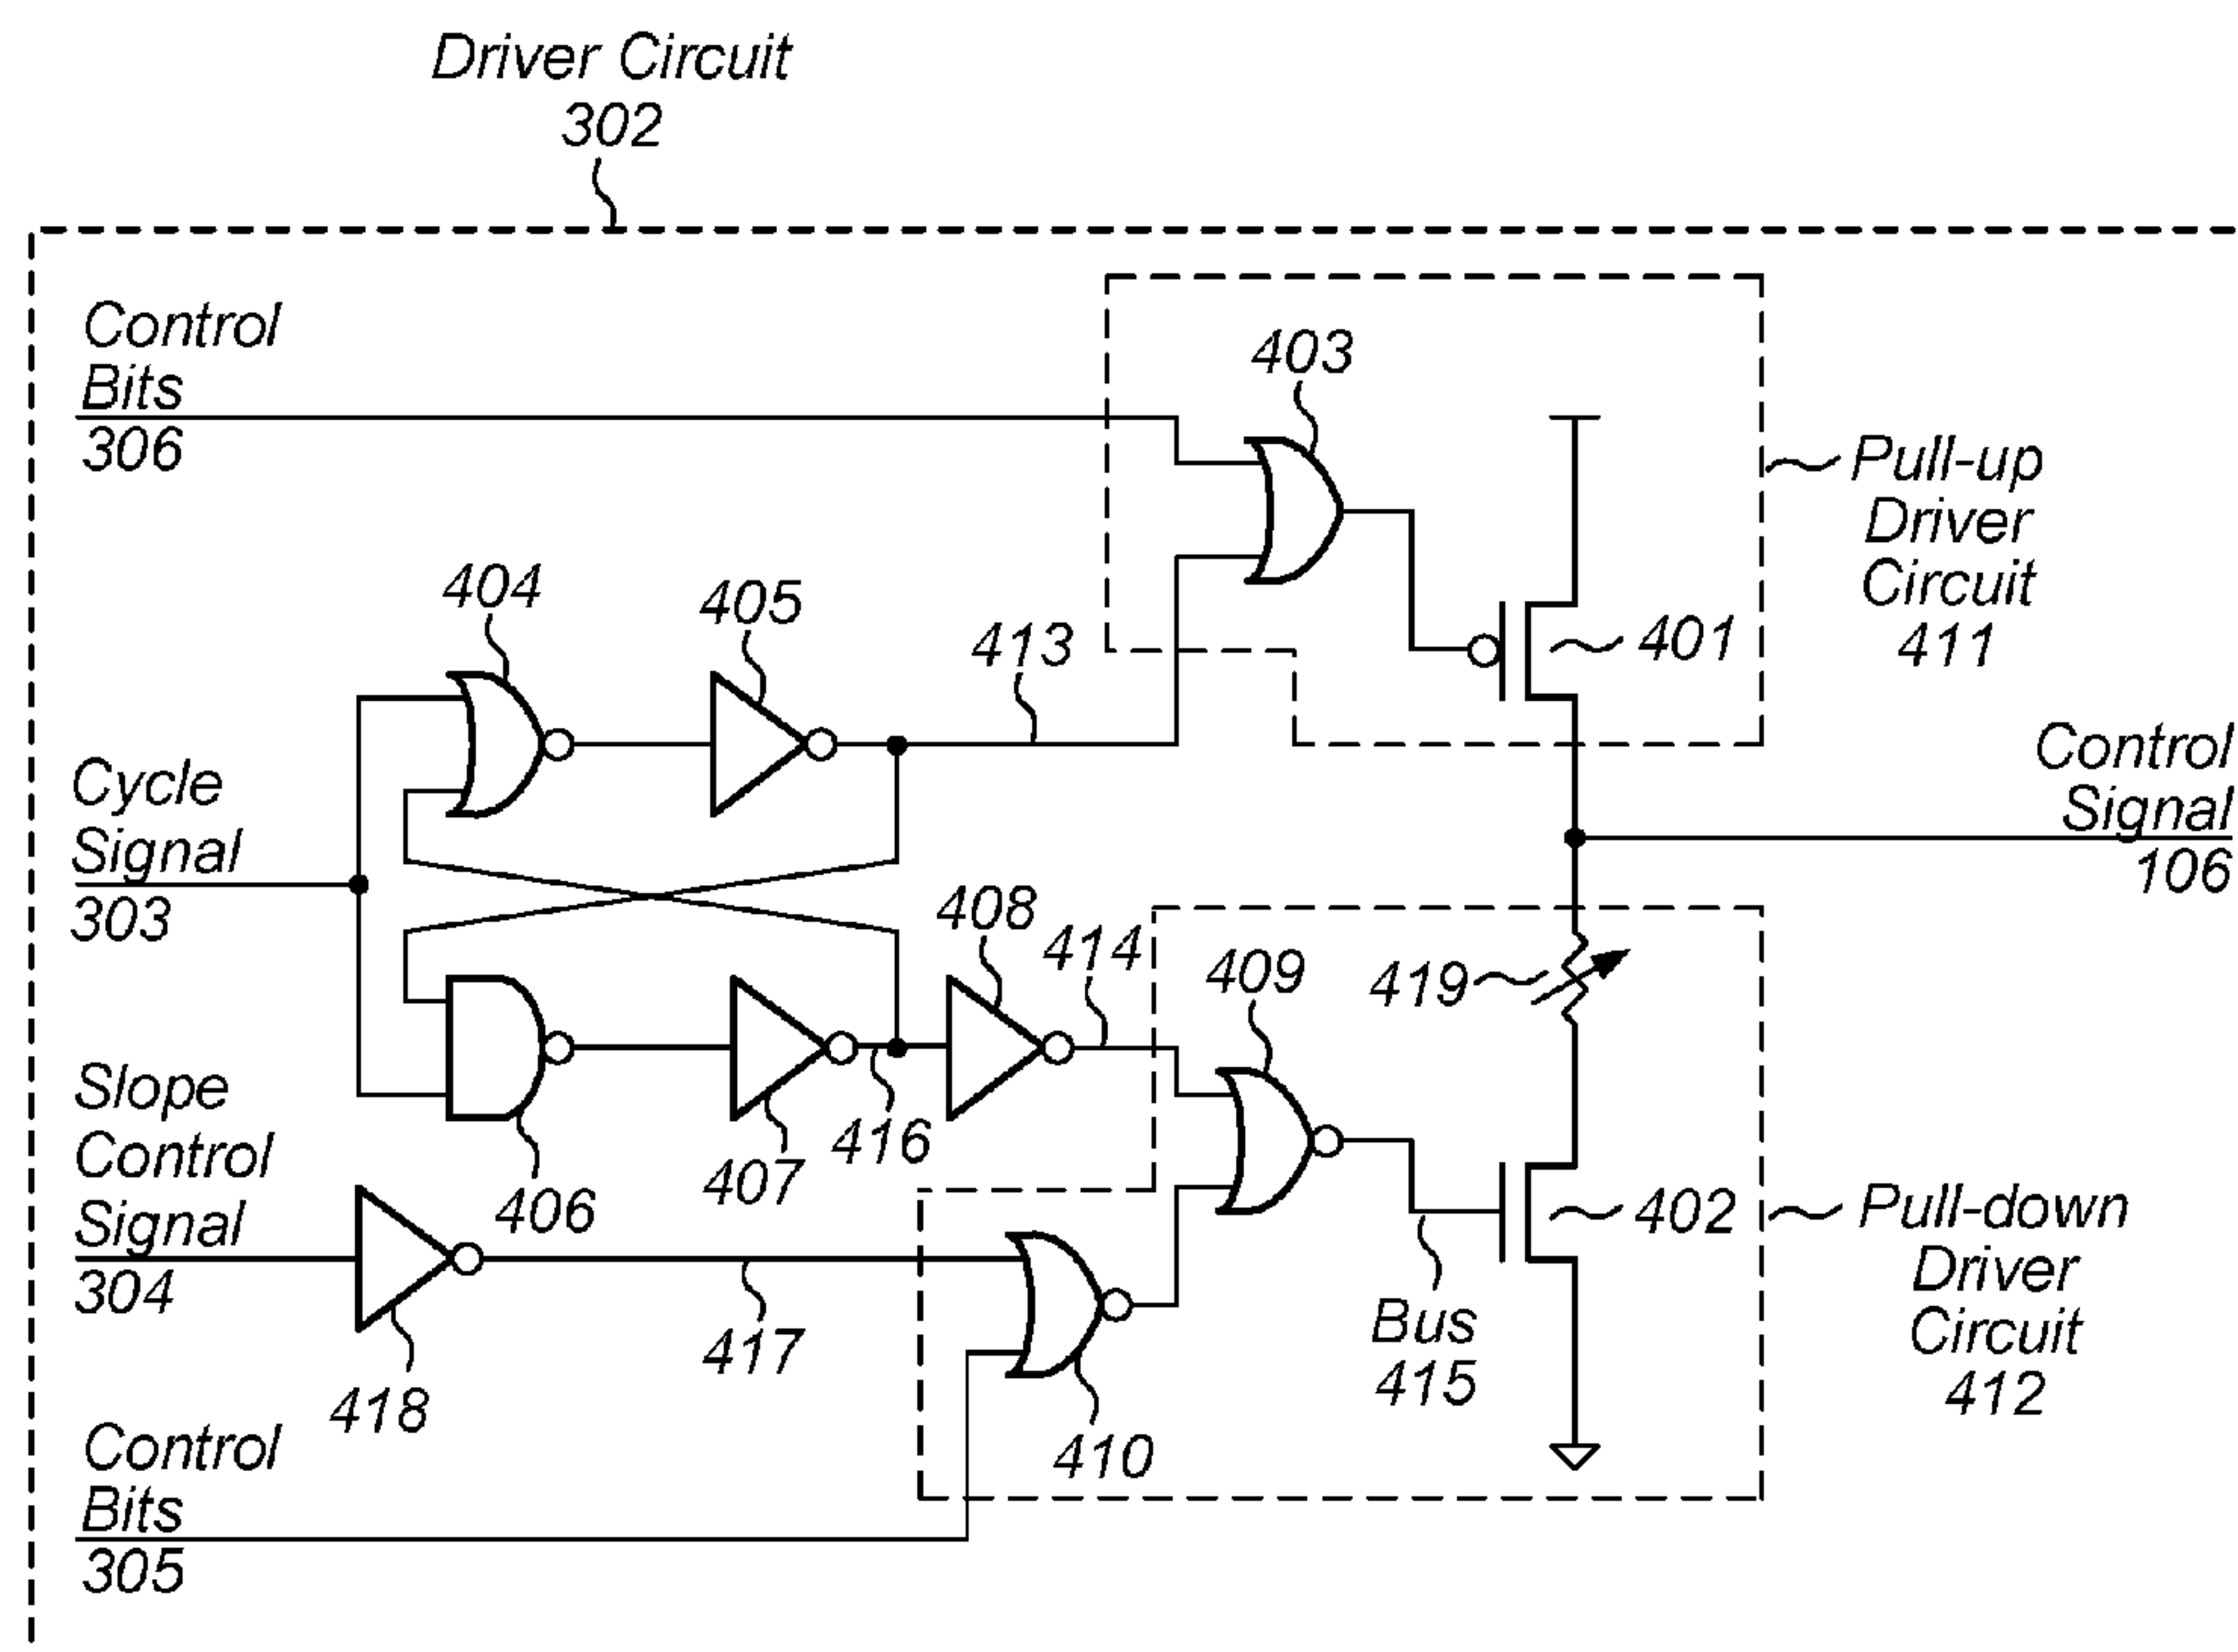 Driver Circuit
302
Control
Bits
306
403
Pull-up
Driver
Circuit
411
401
404
405
413
Cycle
Signal
303
Control
Signal
106
408
414
409
419
Slope
Control
Signal
304
406
407
416
402
Pull-down
Driver
Circuit
412
418
417
410
Bus
415
Control
Bits
305